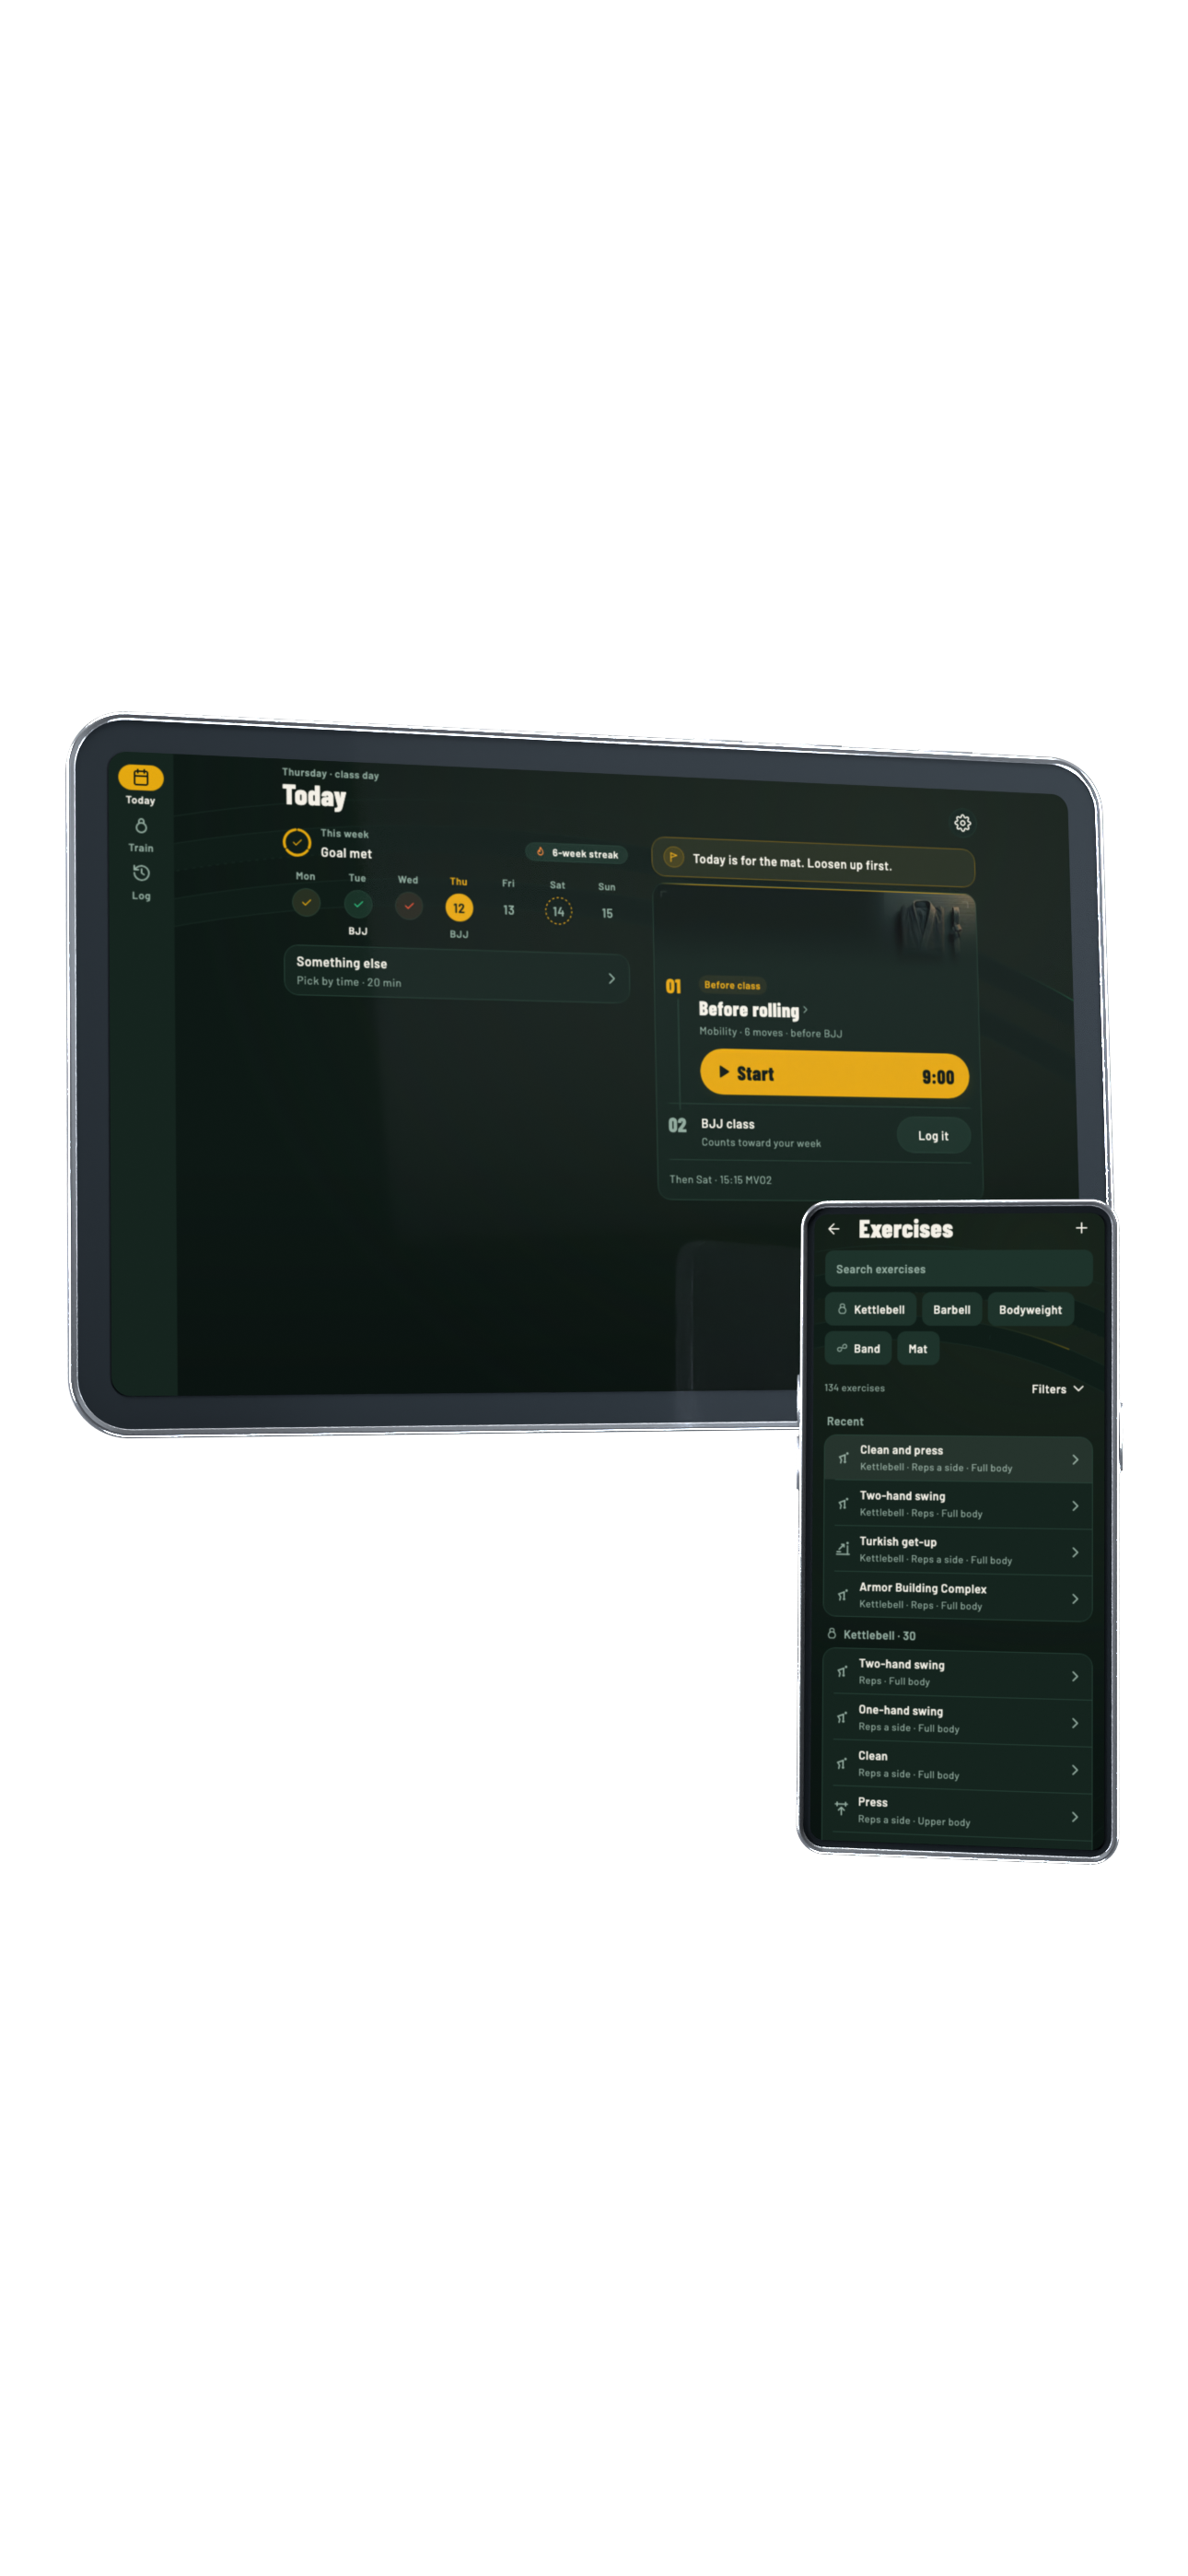 Today
Train
Log
Thursday · class day
Today
This week
Goal met
6-week streak
Mon Tue Wed Thu Fri Sat Sun
12 13 14 15
BJJ BJJ
Something else
Pick by time · 20 min
Today is for the mat. Loosen up first.
01 Before class
Before rolling
Mobility · 6 moves · before BJJ
Start 9:00
02 BJJ class
Counts toward your week
Log it
Then Sat · 15:15 MVO2
Exercises
Search exercises
Kettlebell Barbell Bodyweight
Band Mat
134 exercises Filters
Recent
Clean and press
Kettlebell · Reps a side · Full body
Two-hand swing
Kettlebell · Reps · Full body
Turkish get-up
Kettlebell · Reps a side · Full body
Armor Building Complex
Kettlebell · Reps · Full body
Kettlebell · 30
Two-hand swing
Reps · Full body
One-hand swing
Reps a side · Full body
Clean
Reps a side · Full body
Press
Reps a side · Upper body